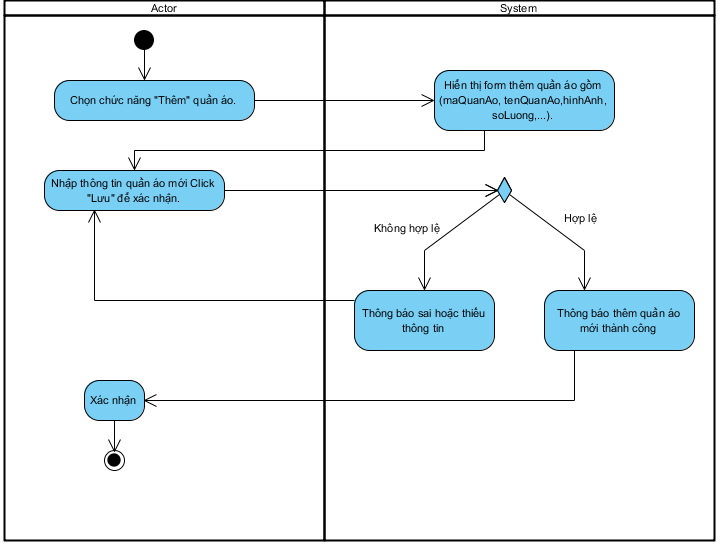 Actor
System
Chọn chức năng "Thêm" quần áo.
Hiển thị form thêm quần áo gồm
(maQuanAo, tenQuanAo,hinhAnh,
soLuong,...).
Nhập thông tin quần áo mới Click
"Lưu" để xác nhận.
Không hợp lệ
Hợp lệ
Thông báo sai hoặc thiếu
thông tin
Thông báo thêm quần áo
mới thành công
Xác nhận